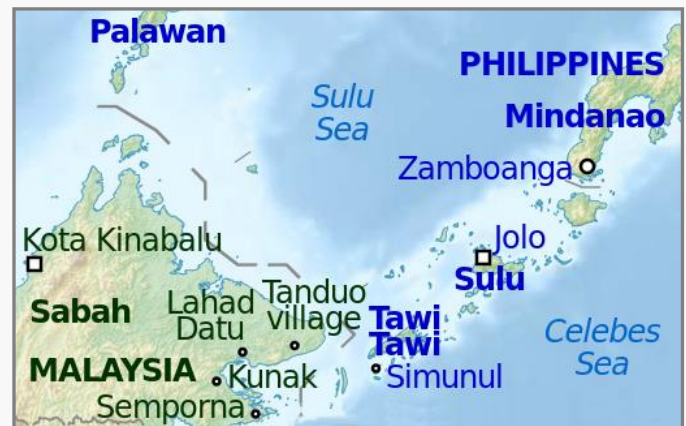 Palawan
PHILIPPINES
Sulu
Sea
Mindanao
Zamboanga
Kota Kinabalu
Jolo
Sulu
Sabah
Lahad
Datu
Tanduo
village
Tawi
Tawi
Celebes
Sea
MALAYSIA
Kunak
Simunul
Semporna